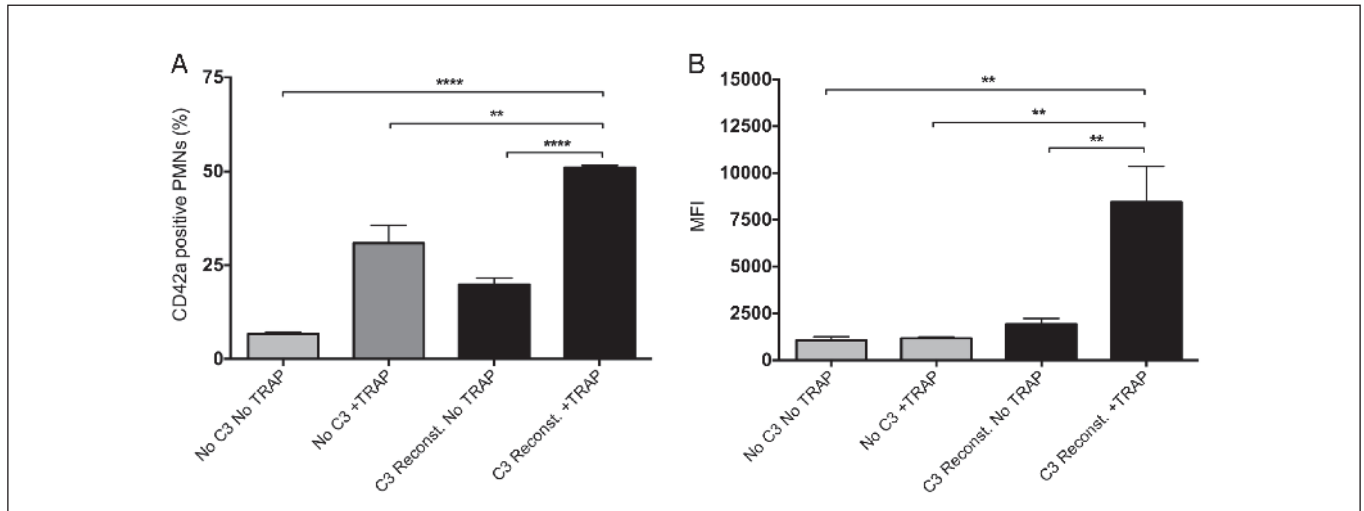 A
CD42a positive PMNs (%)
75
50
25
0
****
**
****
No C3 No TRAP
No C3 +TRAP
C3 Reconst. No TRAP
C3 Reconst. +TRAP
B
MFI
15000
12500
10000
7500
5000
2500
0
**
**
**
No C3 No TRAP
No C3 +TRAP
C3 Reconst. No TRAP
C3 Reconst. +TRAP